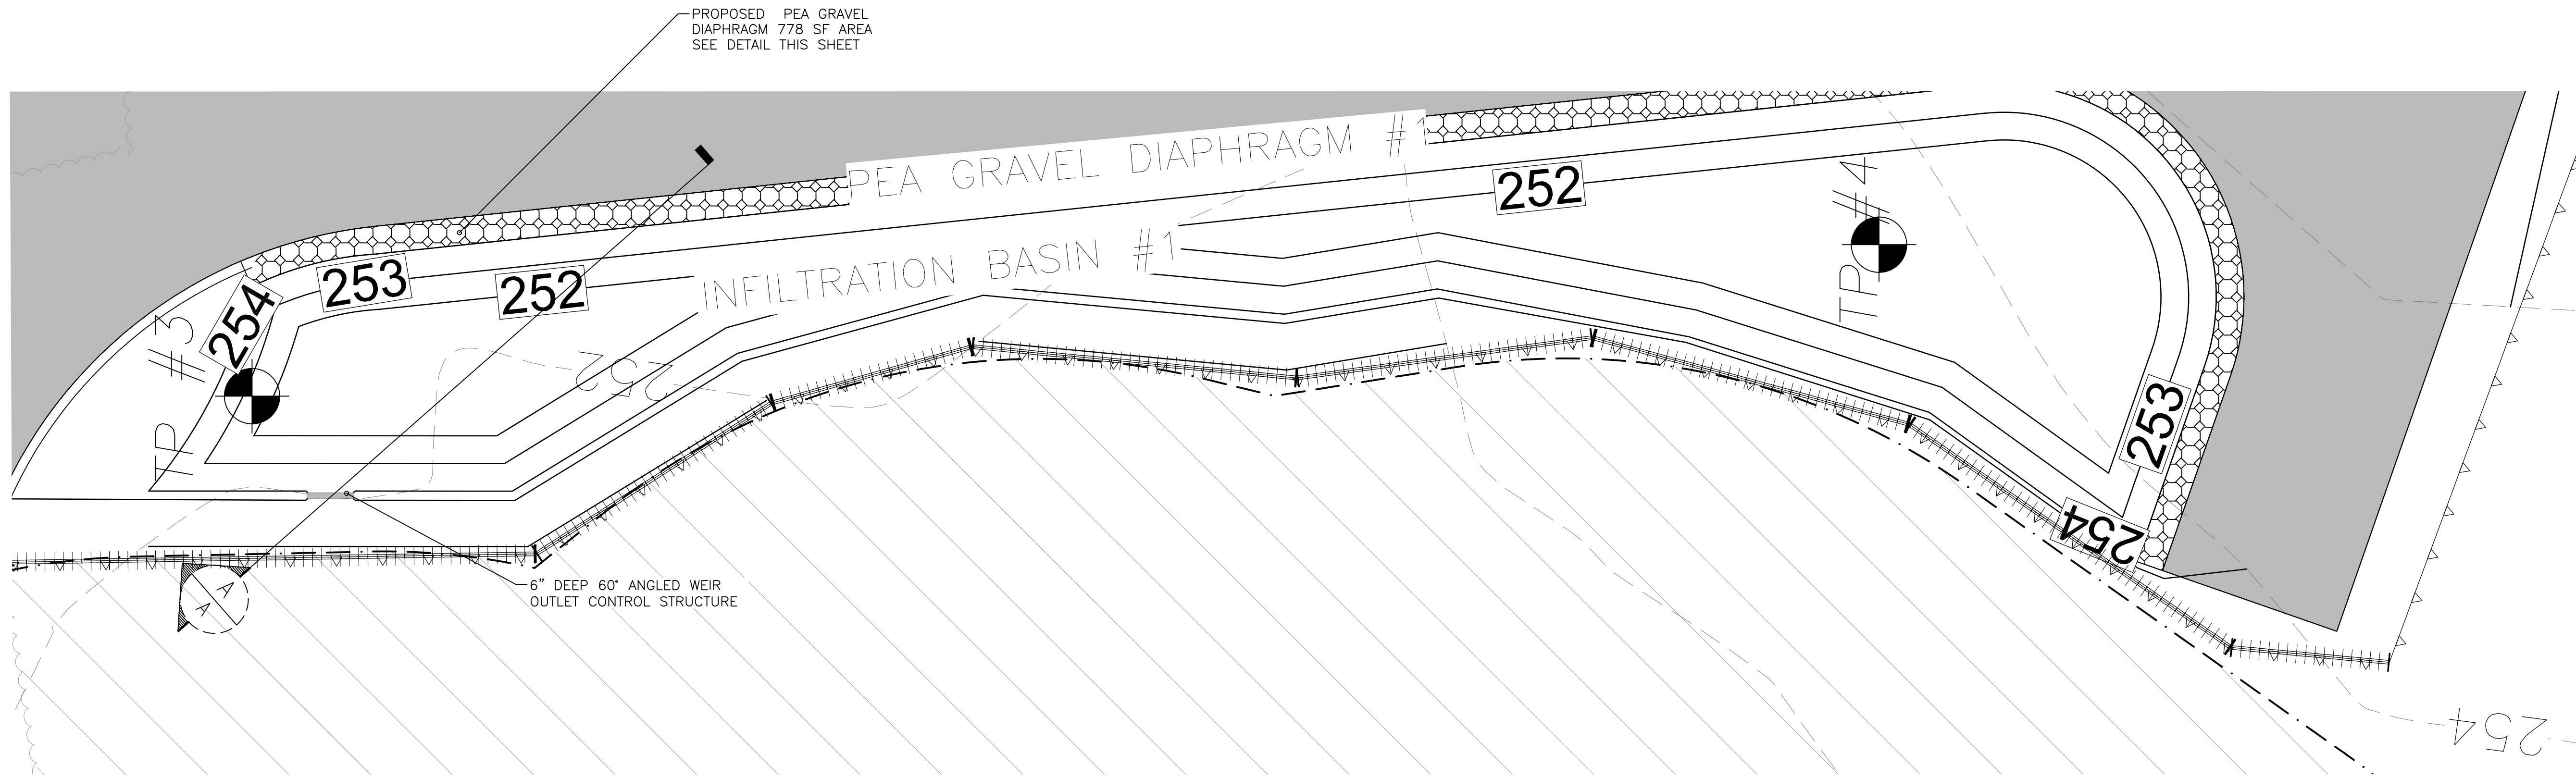 PROPOSED PEA GRAVEL
DIAPHRAGM 778 SF AREA
SEE DETAIL THIS SHEET
PEA GRAVEL DIAPHRAGM #1
252
TP #4
INFILTRATION BASIN #1
253
252
254
TP #3
252
253
254
6" DEEP 60° ANGLED WEIR
OUTLET CONTROL STRUCTURE
A
A
254